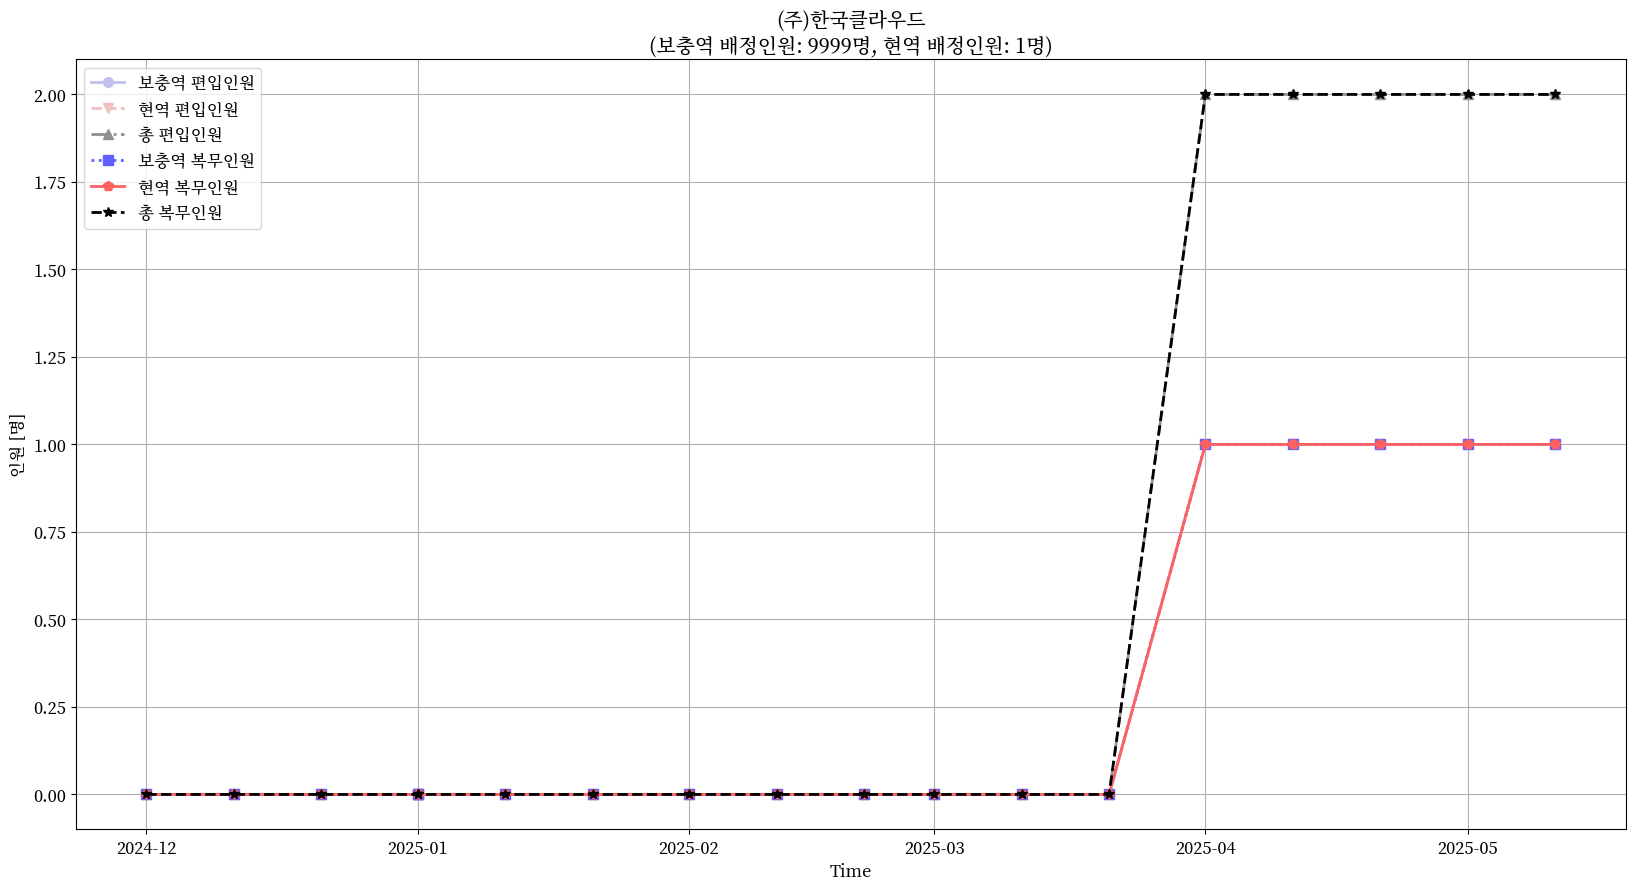 (주)한국클라우드
(보충역 배정인원: 9999명, 현역 배정인원: 1명)
보충역 편입인원
현역 편입인원
총 편입인원
보충역 복무인원
현역 복무인원
총 복무인원
2.00
1.75
1.50
1.25
1.00
0.75
0.50
0.25
0.00
인원 [명]
2024-12
2025-01
2025-02
2025-03
2025-04
2025-05
Time